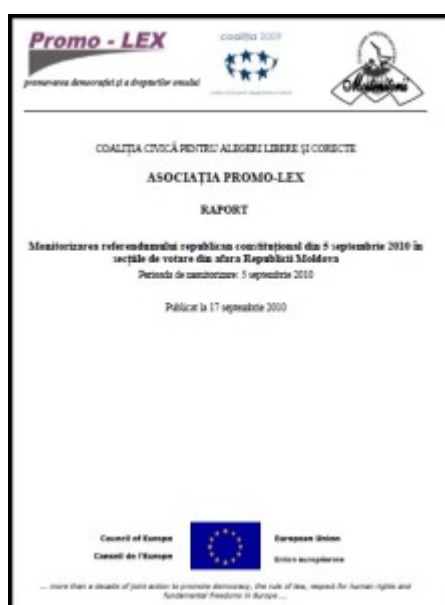 Promo - LEX
promovarea democrației și a drepturilor omului
coaliția 2009
COALIȚIA CIVICĂ PENTRU ALEGERI LIBERE ȘI CORECTE
ASOCIAȚIA PROMO-LEX
RAPORT
Monitorizarea referendumului republican constituțional din 5 septembrie 2010 în
secțiile de votare din afara Republicii Moldova
Perioada de monitorizare: 5 septembrie 2010
Publicat la 17 septembrie 2010
Council of Europe
Conseil de l'Europe
European Union
Union européenne
... more than a decade of joint action to promote democracy, the rule of law, respect for human rights and
fundamental freedoms in Europe ...